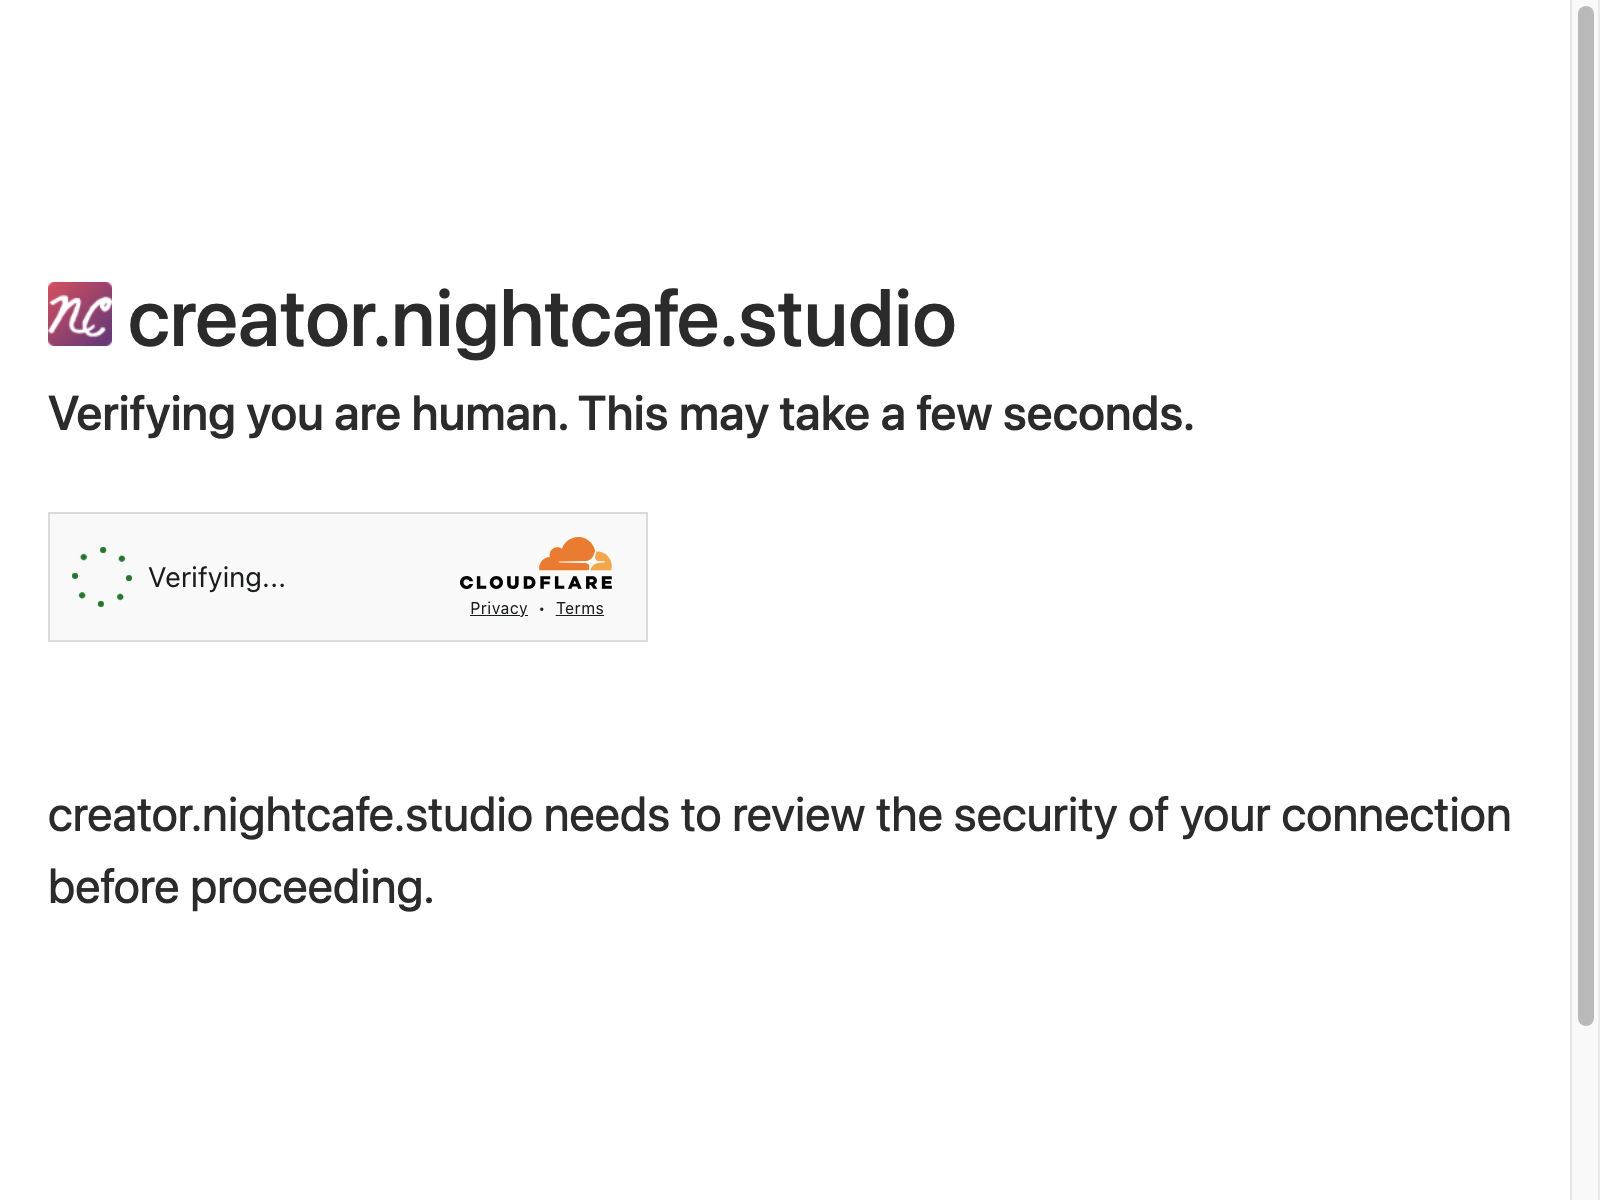 nc creator.nightcafe.studio
Verifying you are human. This may take a few seconds.
Verifying...
CLOUDFLARE
Privacy • Terms
creator.nightcafe.studio needs to review the security of your connection
before proceeding.